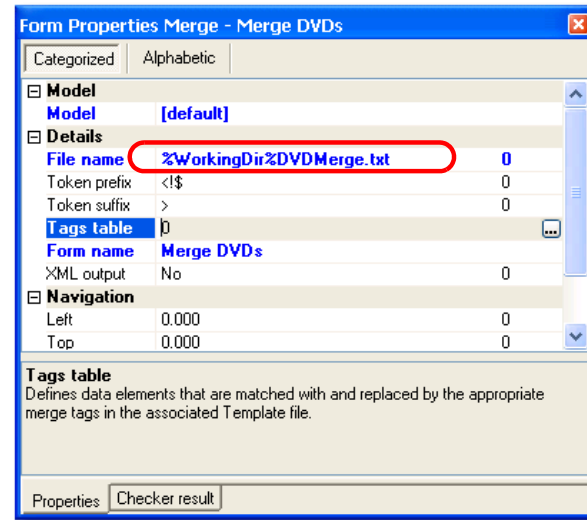 Form Properties Merge - Merge DVDs
Categorized Alphabetic
Model
Model [default]
Details
File name %WorkingDir%DVDMerge.txt 0
Token prefix <!$ 0
Token suffix > 0
Tags table 0 ...
Form name Merge DVDs
XML output No 0
Navigation
Left 0.000 0
Top 0.000 0
Tags table
Defines data elements that are matched with and replaced by the appropriate
merge tags in the associated Template file.
Properties Checker result